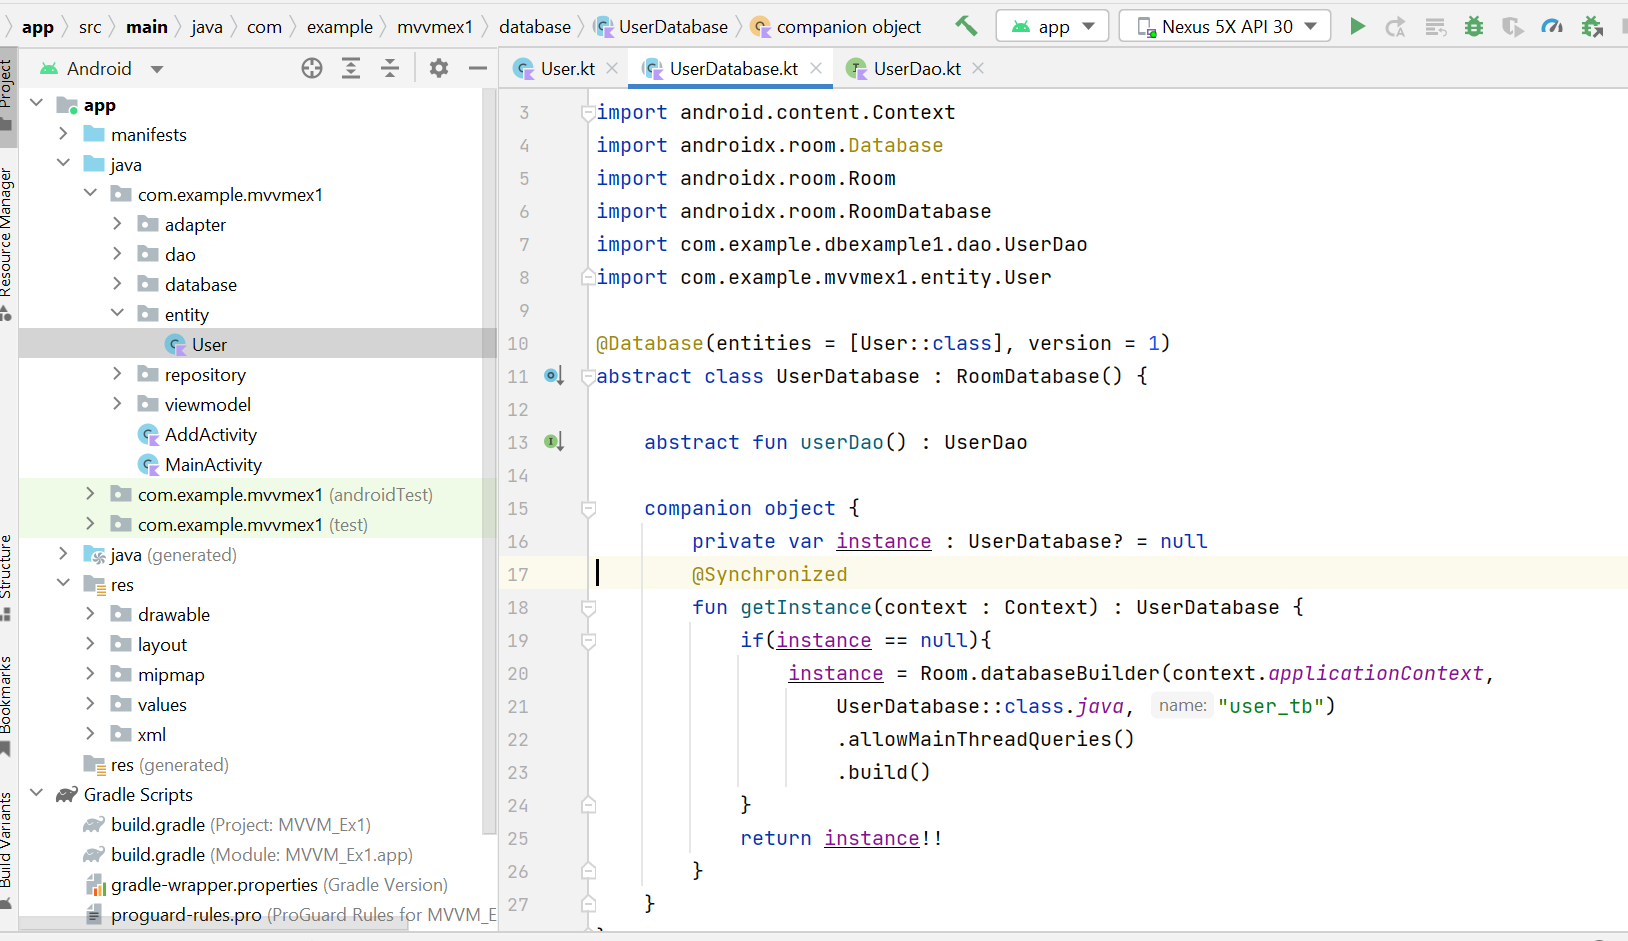 app src main java com example mvvmex1 database UserDatabase companion object app Nexus 5X API 30
Project
Resource Manager
Structure
Bookmarks
Build Variants
Android
app
manifests
java
com.example.mvvmex1
adapter
dao
database
entity
User
repository
viewmodel
AddActivity
MainActivity
com.example.mvvmex1 (androidTest)
com.example.mvvmex1 (test)
java (generated)
res
drawable
layout
mipmap
values
xml
res (generated)
Gradle Scripts
build.gradle (Project: MVVM_Ex1)
build.gradle (Module: MVVM_Ex1.app)
gradle-wrapper.properties (Gradle Version)
proguard-rules.pro (ProGuard Rules for MVVM_E
User.kt UserDatabase.kt UserDao.kt
3 import android.content.Context
4 import androidx.room.Database
5 import androidx.room.Room
6 import androidx.room.RoomDatabase
7 import com.example.dbexample1.dao.UserDao
8 import com.example.mvvmex1.entity.User
9
10 @Database(entities = [User::class], version = 1)
11 abstract class UserDatabase : RoomDatabase() {
12
13 abstract fun userDao() : UserDao
14
15 companion object {
16 private var instance : UserDatabase? = null
17 @Synchronized
18 fun getInstance(context : Context) : UserDatabase {
19 if(instance == null){
20 instance = Room.databaseBuilder(context.applicationContext,
21 UserDatabase::class.java, name: "user_tb")
22 .allowMainThreadQueries()
23 .build()
24 }
25 return instance!!
26 }
27 }